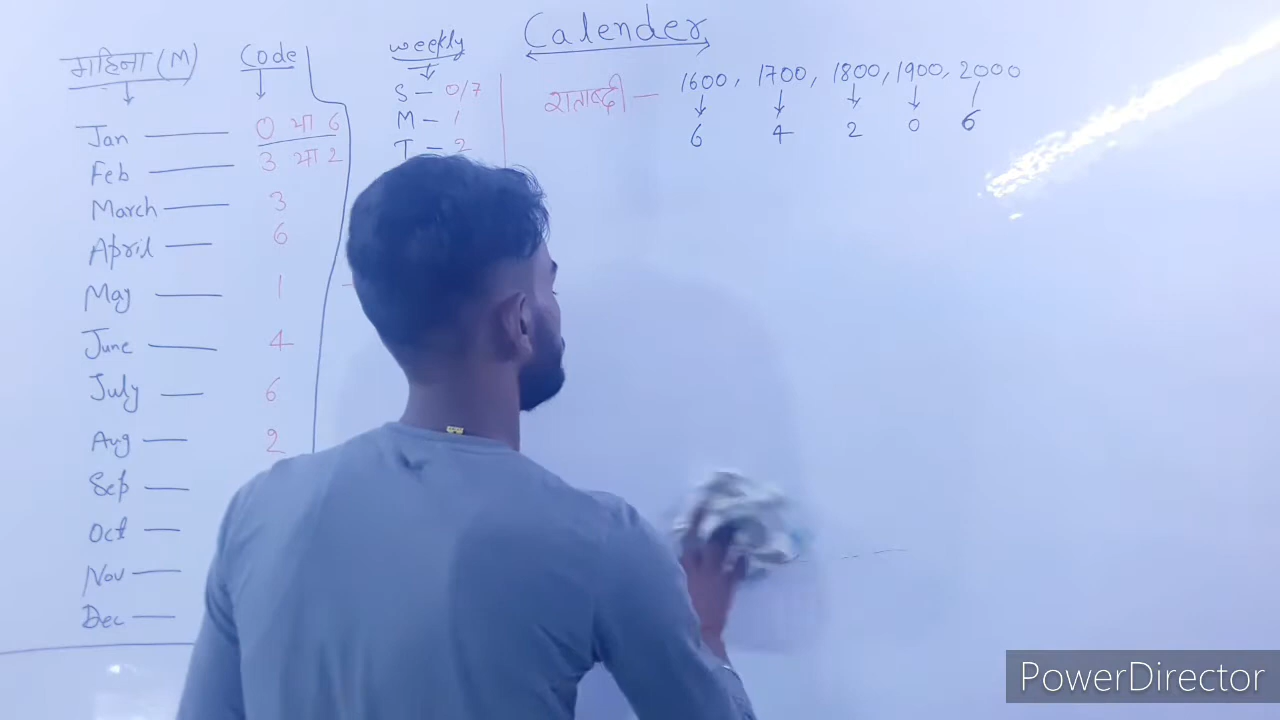 Calender
महिना (M) Code
Jan — 0 या 6
Feb — 3 या 2
March — 3
April — 6
May — 1
June — 4
July — 6
Aug — 2
Sep —
Oct —
Nov —
Dec —
weekly
S — 0/7
M — 1
T — 2
शताब्दी — 1600, 1700, 1800, 1900, 2000
6 4 2 0 6
PowerDirector